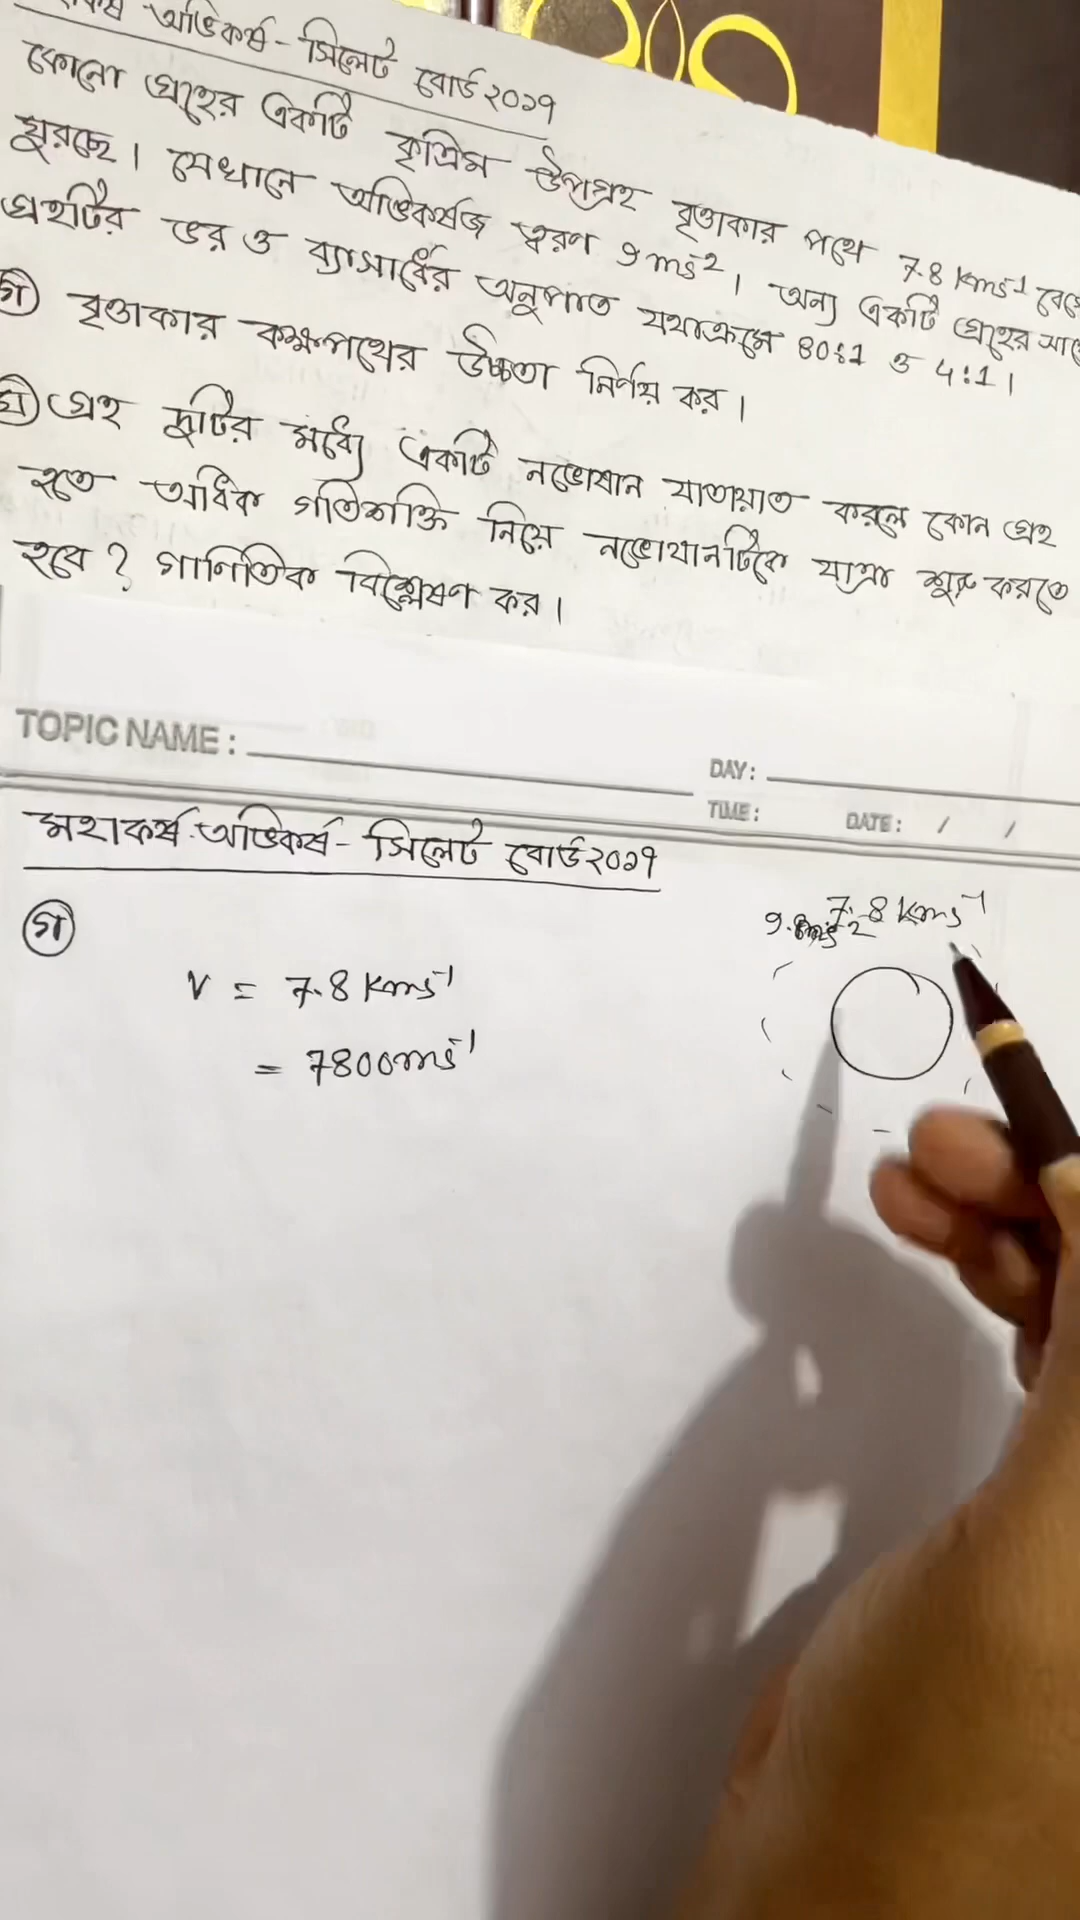 অভিকর্ষ - সিলেট বোর্ড ২০১৭
কোনো গ্রহের একটি কৃত্রিম উপগ্রহ বৃত্তাকার পথে 7.8 Kms⁻¹ বেগে
ঘুরছে। সেখানে অভিকর্ষজ ত্বরণ 9 ms⁻²। অন্য একটি গ্রহের সাথে
গ্রহটির ভর ও ব্যাসার্ধের অনুপাত যথাক্রমে 80:1 ও 4:1।
গ) বৃত্তাকার কক্ষপথের উচ্চতা নির্ণয় কর।
ঘ) গ্রহ দুটির মধ্যে একটি নভোযান যাতায়াত করলে কোন গ্রহ
হতে অধিক গতিশক্তি নিয়ে নভোযানটিকে যাত্রা শুরু করতে
হবে? গাণিতিক বিশ্লেষণ কর।
TOPIC NAME :
DAY :
TIME :
DATE : / /
মহাকর্ষ অভিকর্ষ - সিলেট বোর্ড ২০১৭
গ
7.8 Kms⁻¹
V = 7.8 Kms⁻¹
= 7800 ms⁻¹